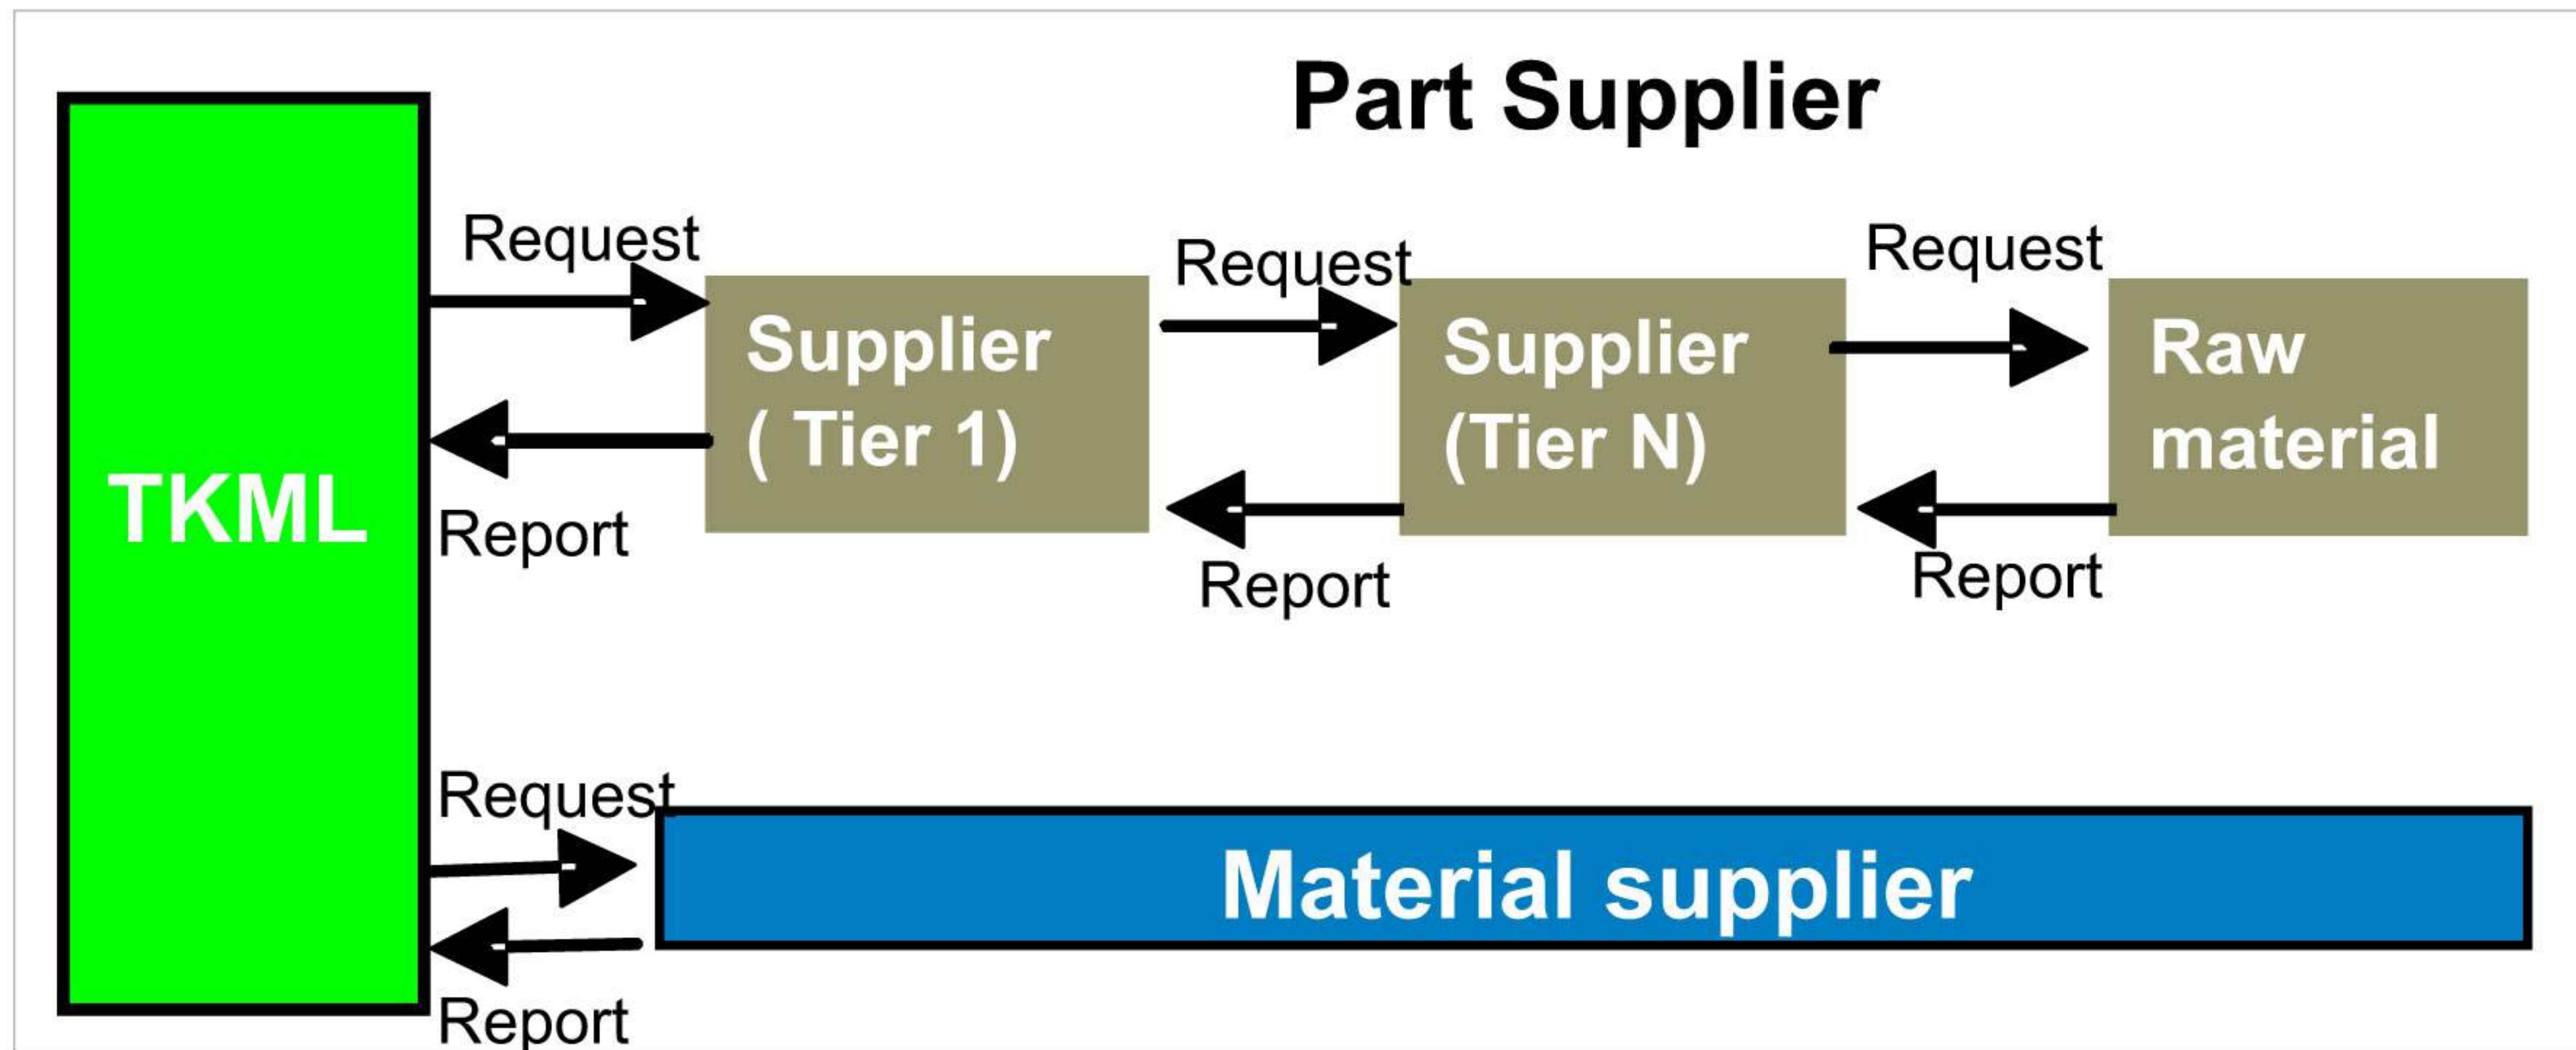 Part Supplier
Request
Request
Request
Supplier
( Tier 1)
Supplier
(Tier N)
Raw
material
TKML
Report
Report
Report
Request
Material supplier
Report